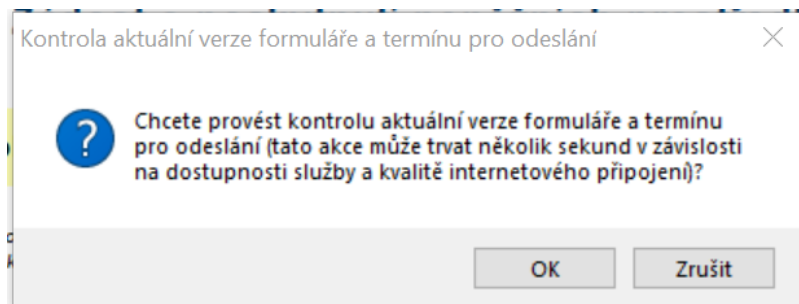 Kontrola aktuální verze formuláře a termínu pro odeslání
Chcete provést kontrolu aktuální verze formuláře a termínu
pro odeslání (tato akce může trvat několik sekund v závislosti
na dostupnosti služby a kvalitě internetového připojení)?
OK
Zrušit